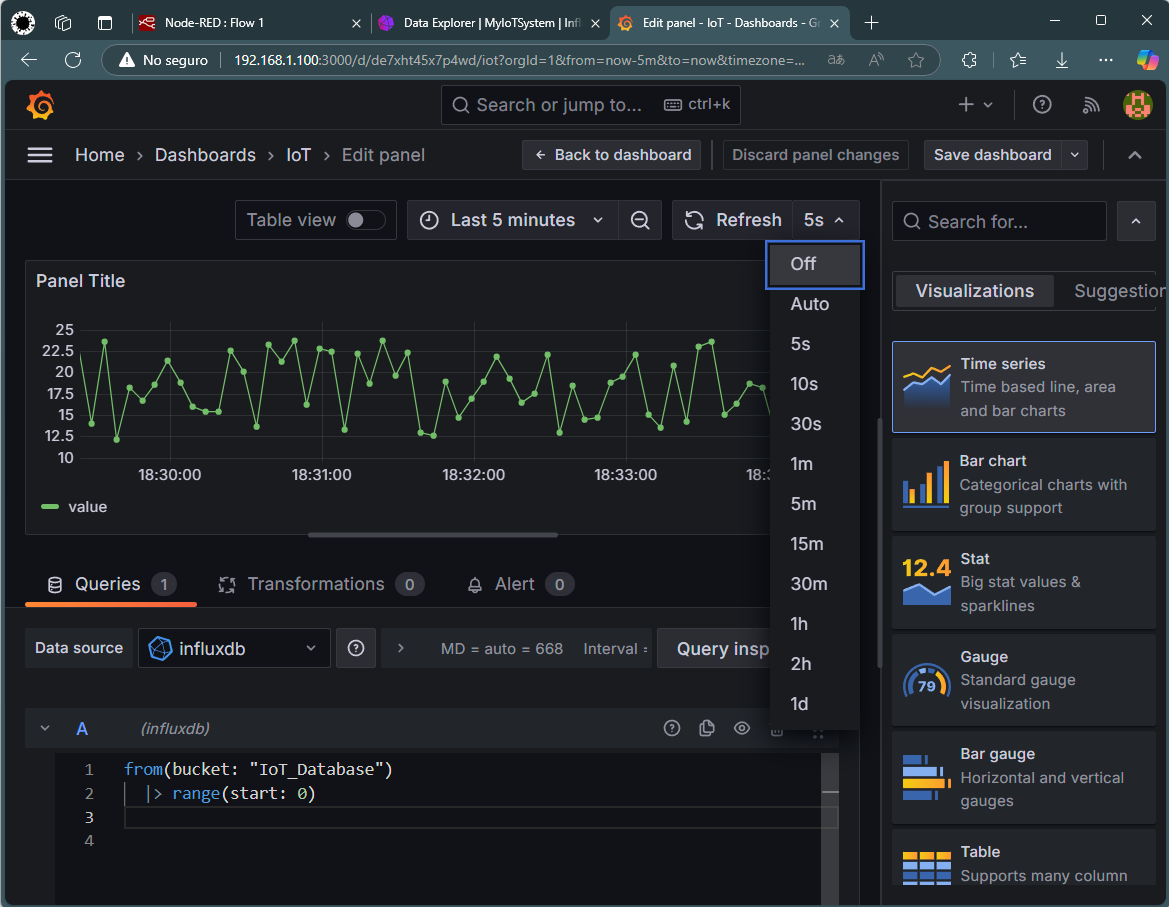 Node-RED : Flow 1
Data Explorer | MyIoTSystem | Infl
Edit panel - IoT - Dashboards - Gr
No seguro
192.168.1.100:3000/d/de7xht45x7p4wd/iot?orgId=1&from=now-5m&to=now&timezone=...
Search or jump to...
ctrl+k
Home › Dashboards › IoT › Edit panel
Back to dashboard
Discard panel changes
Save dashboard
Table view
Last 5 minutes
Refresh
5s
Off
Auto
5s
10s
30s
1m
5m
15m
30m
1h
2h
1d
Panel Title
25
22.5
20
17.5
15
12.5
10
18:30:00
18:31:00
18:32:00
18:33:00
18:3
value
Queries 1
Transformations 0
Alert 0
Data source
influxdb
MD = auto = 668
Interval =
Query insp
A
(influxdb)
1 from(bucket: "IoT_Database")
2 |> range(start: 0)
3
4
Search for...
Visualizations
Suggestion
Time series
Time based line, area
and bar charts
Bar chart
Categorical charts with
group support
12.4
Stat
Big stat values &
sparklines
79
Gauge
Standard gauge
visualization
Bar gauge
Horizontal and vertical
gauges
Table
Supports many column